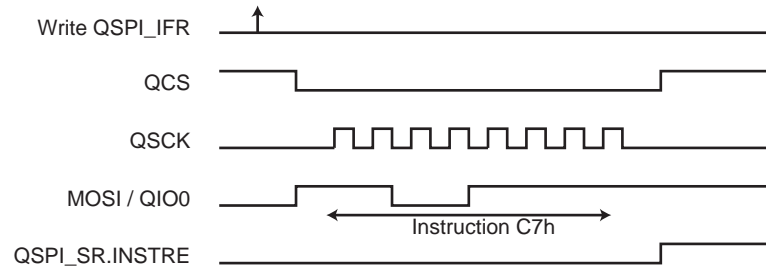 Write QSPI_IFR
QCS
QSCK
MOSI / QIO0
Instruction C7h
QSPI_SR.INSTRE